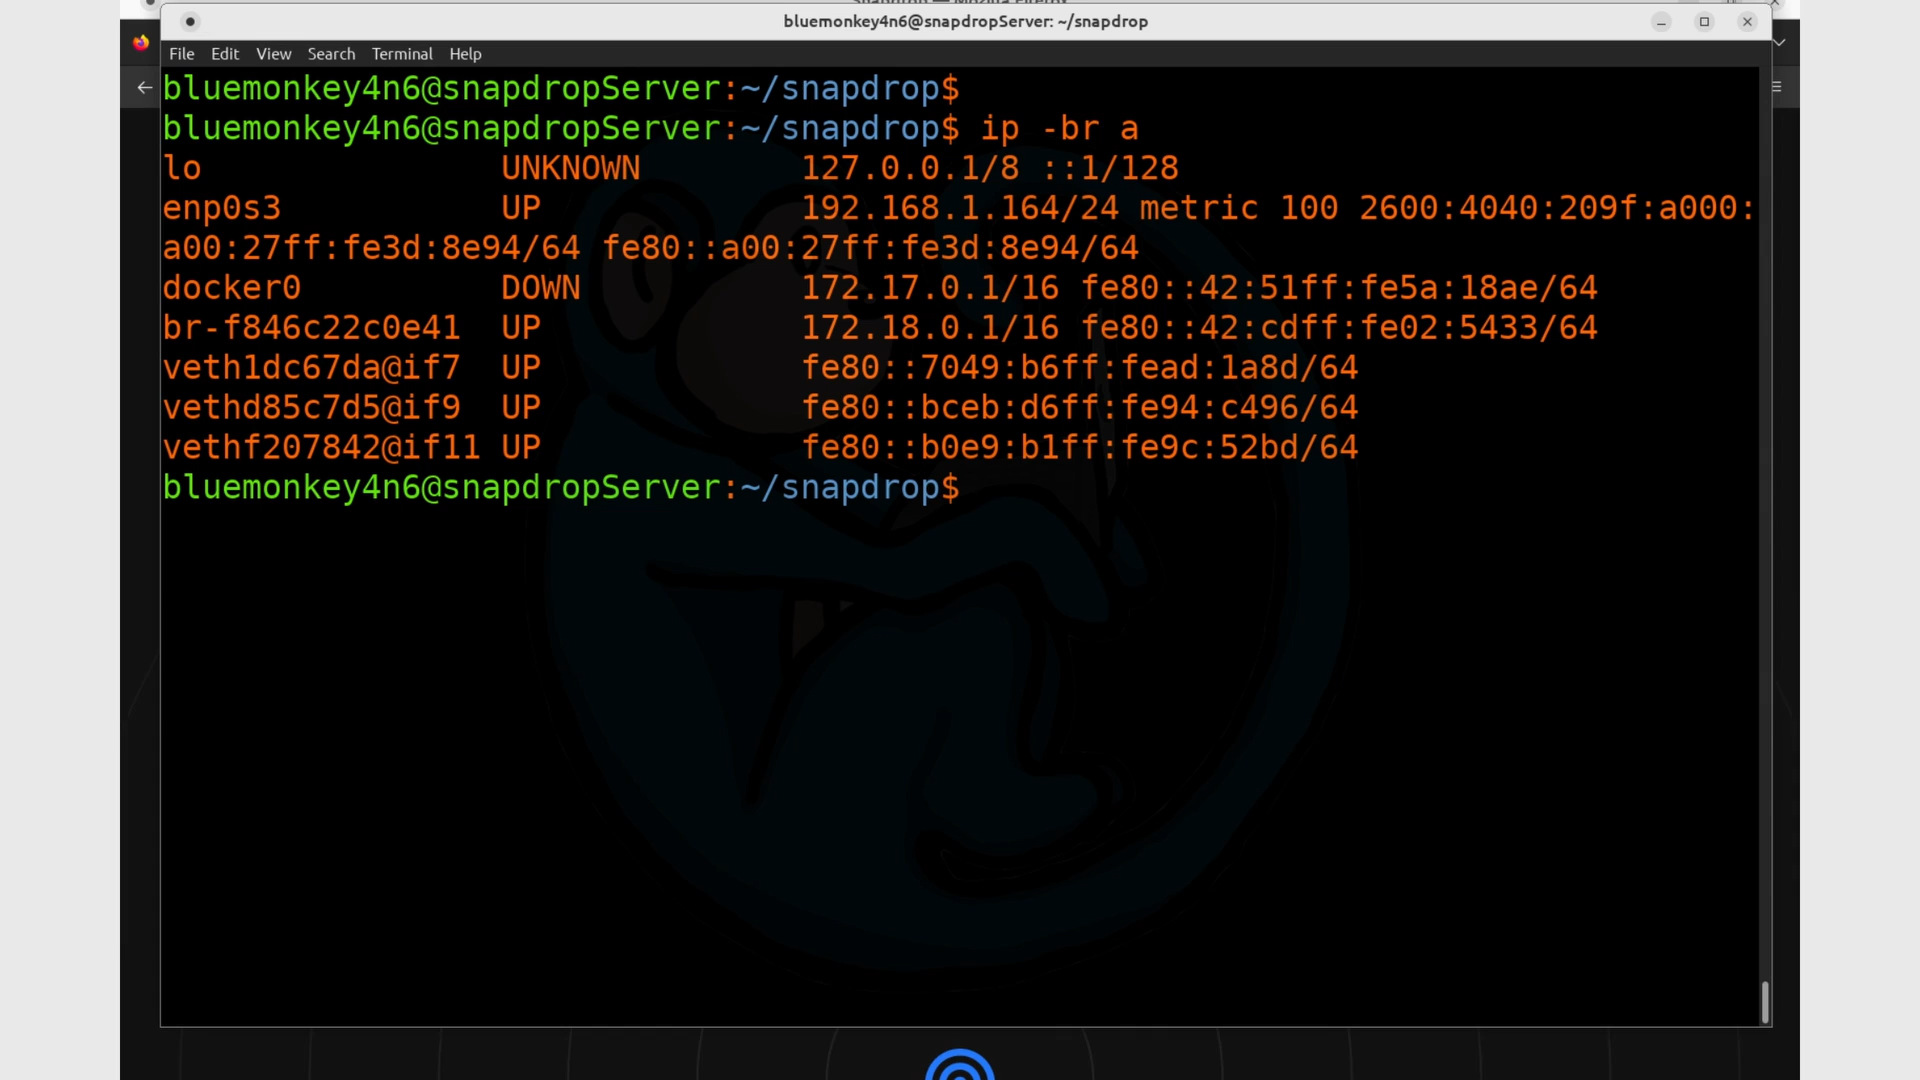 bluemonkey4n6@snapdropServer: ~/snapdrop
File Edit View Search Terminal Help
bluemonkey4n6@snapdropServer:~/snapdrop$
bluemonkey4n6@snapdropServer:~/snapdrop$ ip -br a
lo UNKNOWN 127.0.0.1/8 ::1/128
enp0s3 UP 192.168.1.164/24 metric 100 2600:4040:209f:a000:
a00:27ff:fe3d:8e94/64 fe80::a00:27ff:fe3d:8e94/64
docker0 DOWN 172.17.0.1/16 fe80::42:51ff:fe5a:18ae/64
br-f846c22c0e41 UP 172.18.0.1/16 fe80::42:cdff:fe02:5433/64
veth1dc67da@if7 UP fe80::7049:b6ff:fead:1a8d/64
vethd85c7d5@if9 UP fe80::bceb:d6ff:fe94:c496/64
vethf207842@if11 UP fe80::b0e9:b1ff:fe9c:52bd/64
bluemonkey4n6@snapdropServer:~/snapdrop$